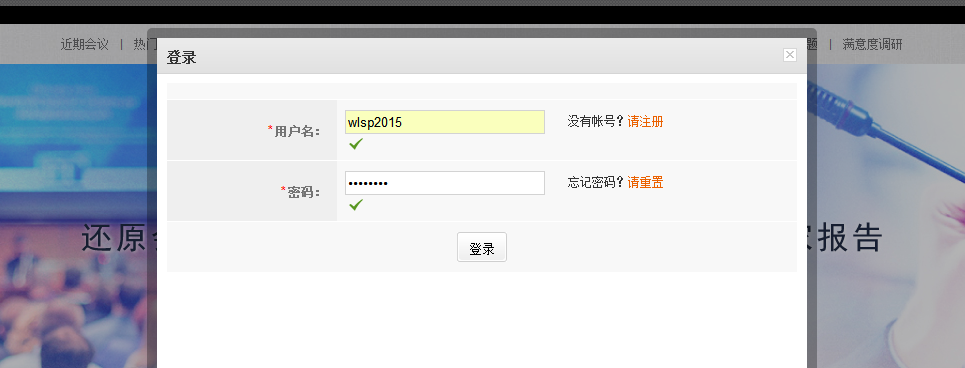 近期会议 | 热门
题 | 满意度调研
登录
*用户名：
wlsp2015
没有帐号？请注册
*密码：
••••••••
忘记密码？请重置
还原会
家报告
登录